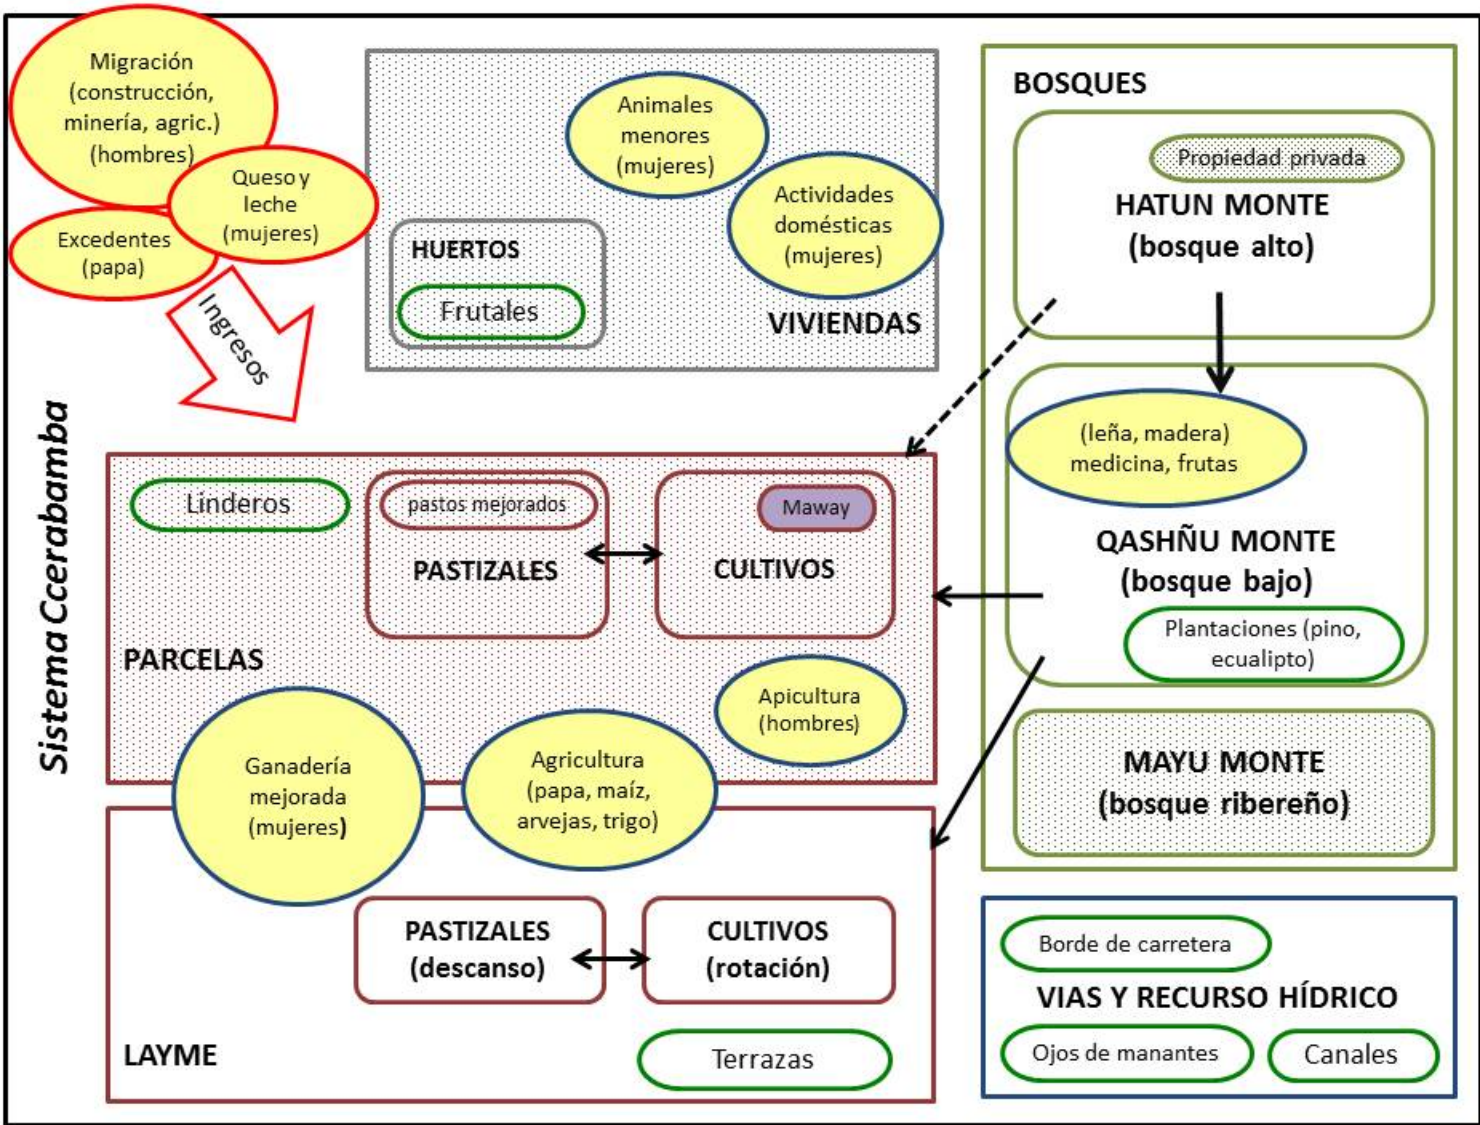 Migración
(construcción,
minería, agric.)
(hombres)
Queso y
leche
(mujeres)
Excedentes
(papa)
Ingresos
Sistema Ccerabamba
Animales
menores
(mujeres)
Actividades
domésticas
(mujeres)
HUERTOS
Frutales
VIVIENDAS
BOSQUES
Propiedad privada
HATUN MONTE
(bosque alto)
(leña, madera)
medicina, frutas
QASHÑU MONTE
(bosque bajo)
Plantaciones (pino,
ecualipto)
MAYU MONTE
(bosque ribereño)
Linderos
pastos mejorados
PASTIZALES
Maway
CULTIVOS
PARCELAS
Apicultura
(hombres)
Ganadería
mejorada
(mujeres)
Agricultura
(papa, maíz,
arvejas, trigo)
PASTIZALES
(descanso)
CULTIVOS
(rotación)
LAYME
Terrazas
Borde de carretera
VIAS Y RECURSO HÍDRICO
Ojos de manantes
Canales